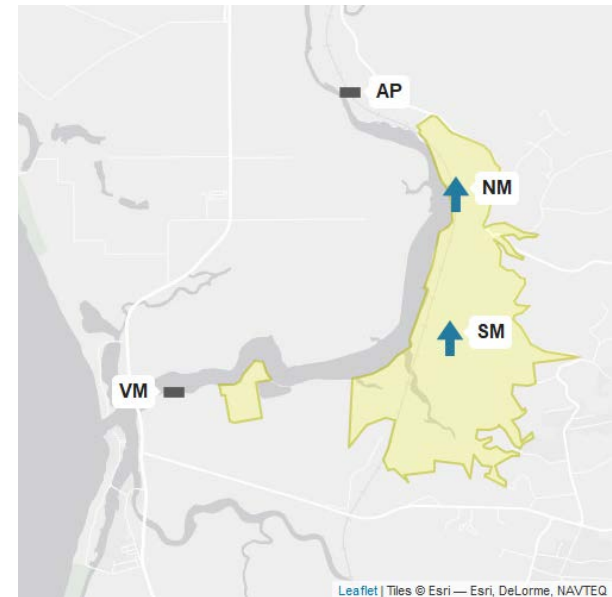 AP
NM
SM
VM
Leaflet | Tiles © Esri — Esri, DeLorme, NAVTEQ